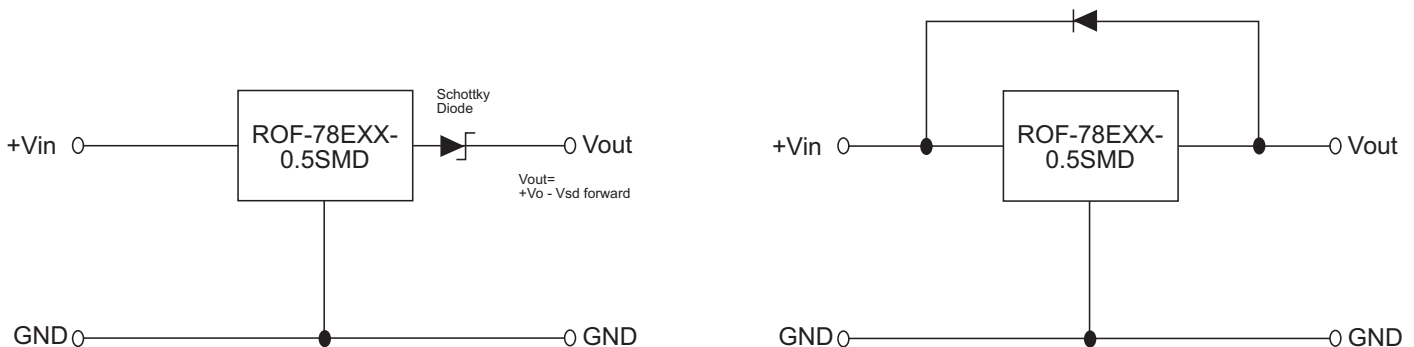 Schottky
Diode
+Vin
ROF-78EXX-
0.5SMD
Vout
Vout=
+Vo - Vsd forward
GND
GND
+Vin
ROF-78EXX-
0.5SMD
Vout
GND
GND